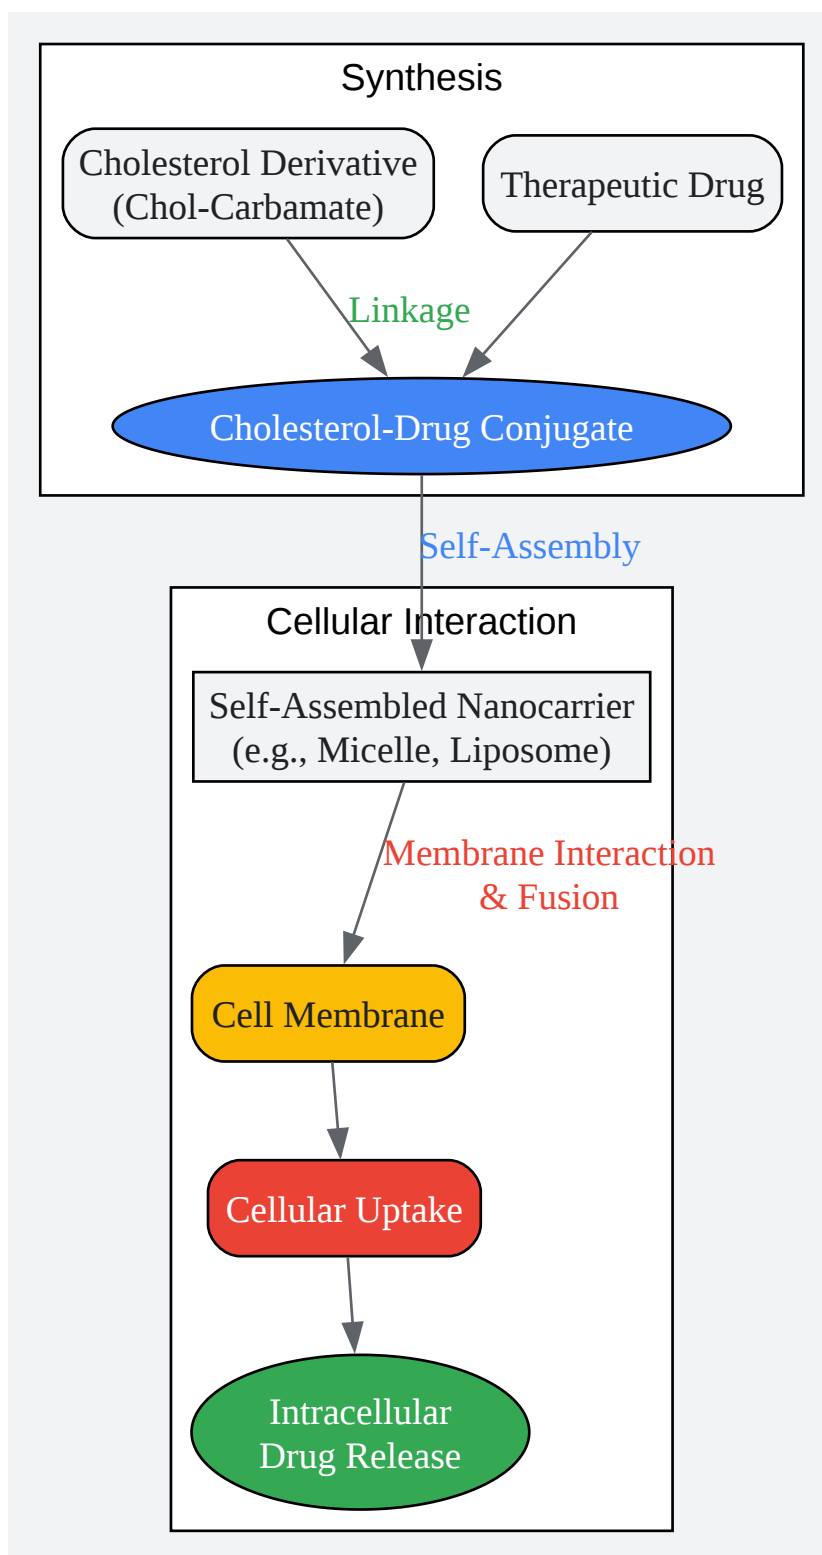 Synthesis
Cholesterol Derivative
(Chol-Carbamate)
Therapeutic Drug
Linkage
Cholesterol-Drug Conjugate
Self-Assembly
Cellular Interaction
Self-Assembled Nanocarrier
(e.g., Micelle, Liposome)
Membrane Interaction
& Fusion
Cell Membrane
Cellular Uptake
Intracellular
Drug Release